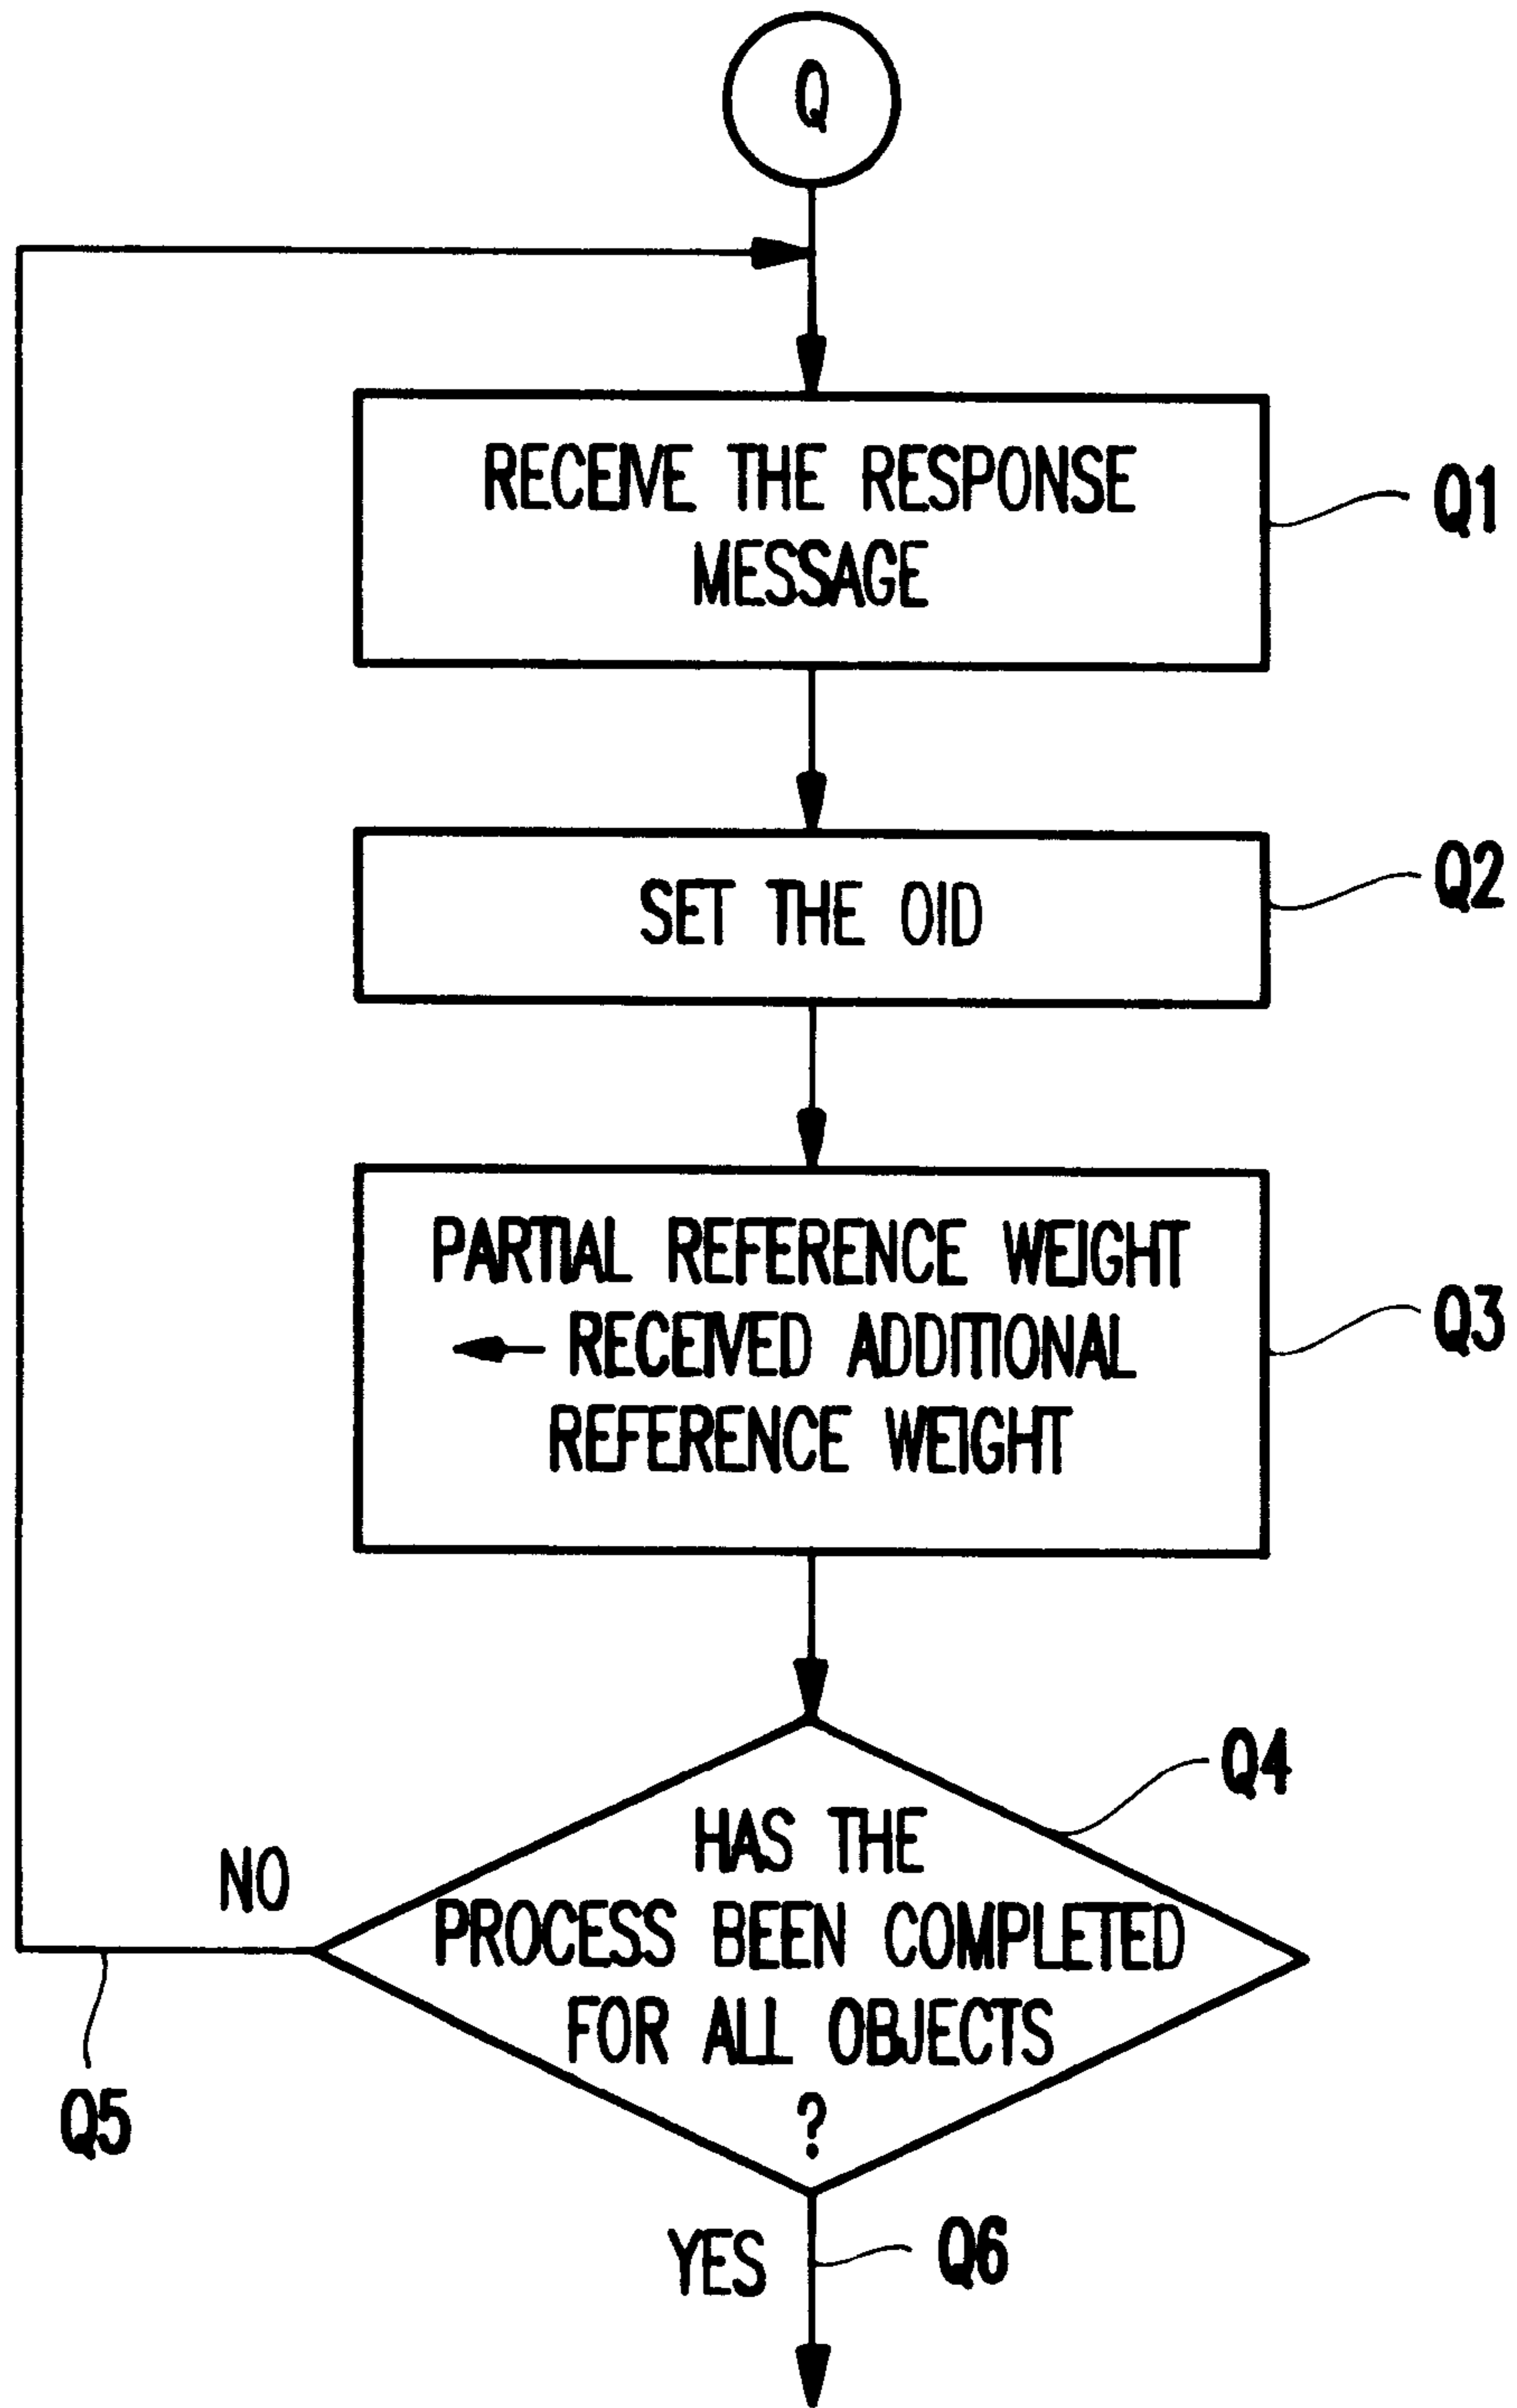 Q
RECEIVE THE RESPONSE
MESSAGE
Q1
SET THE OID
Q2
PARTIAL REFERENCE WEIGHT
← RECEIVED ADDITIONAL
REFERENCE WEIGHT
Q3
HAS THE
PROCESS BEEN COMPLETED
FOR ALL OBJECTS
?
Q4
NO
Q5
YES
Q6